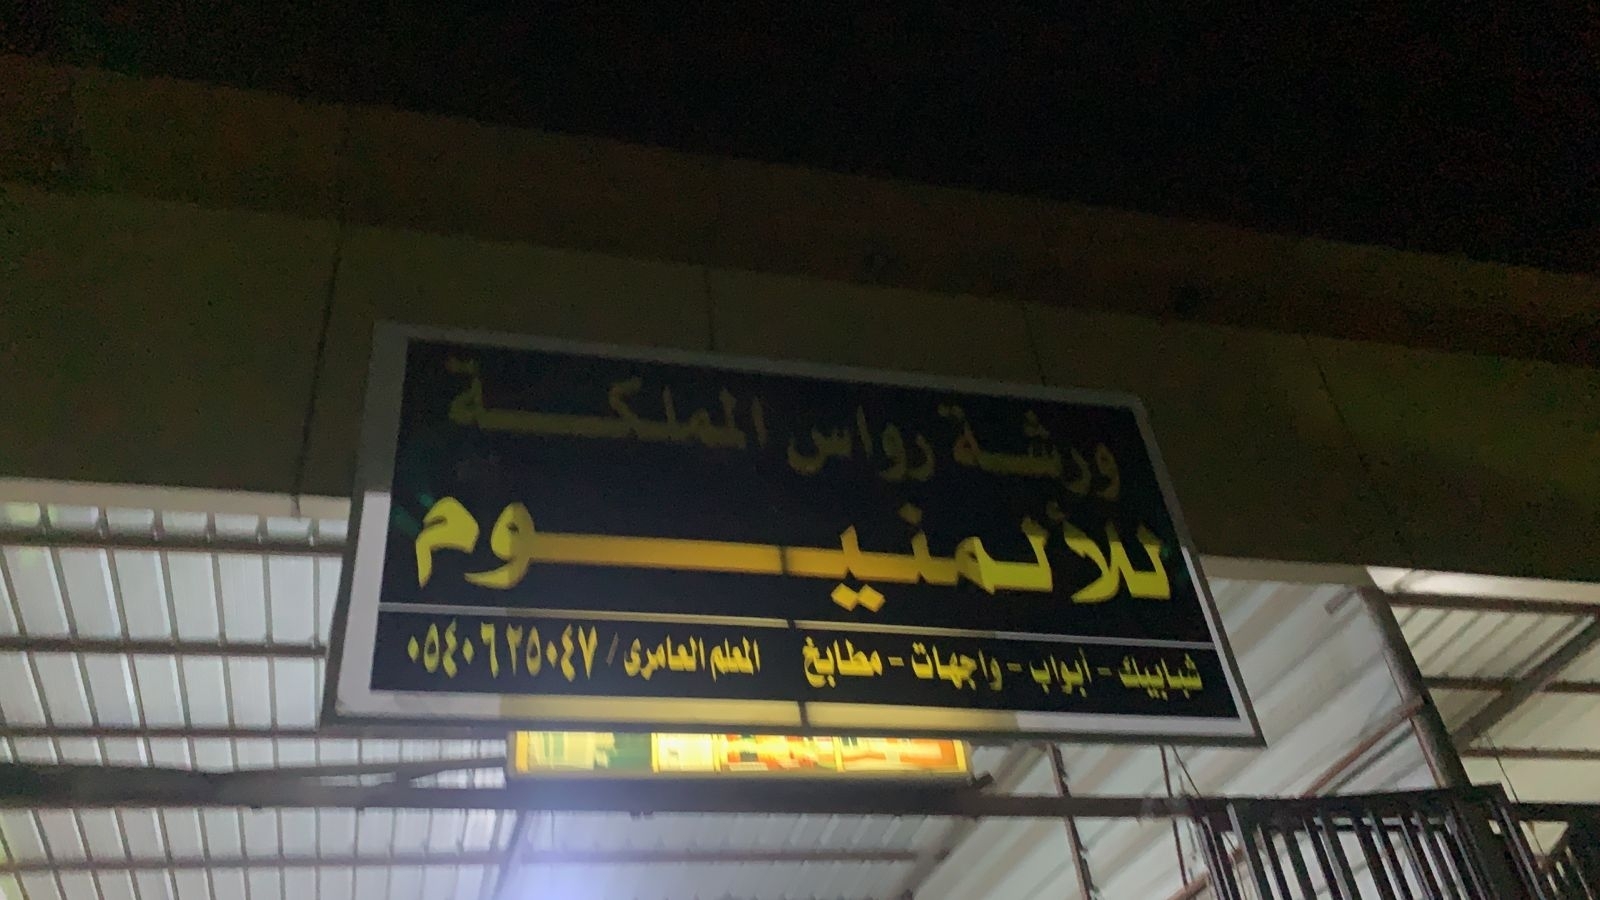 ورشة رواس المملكة
للألمنيوم
شبابيك - أبواب - واجهات - مطابخ
المعلم العامرى / ٠٥٤٠٦٢٥٠٤٧